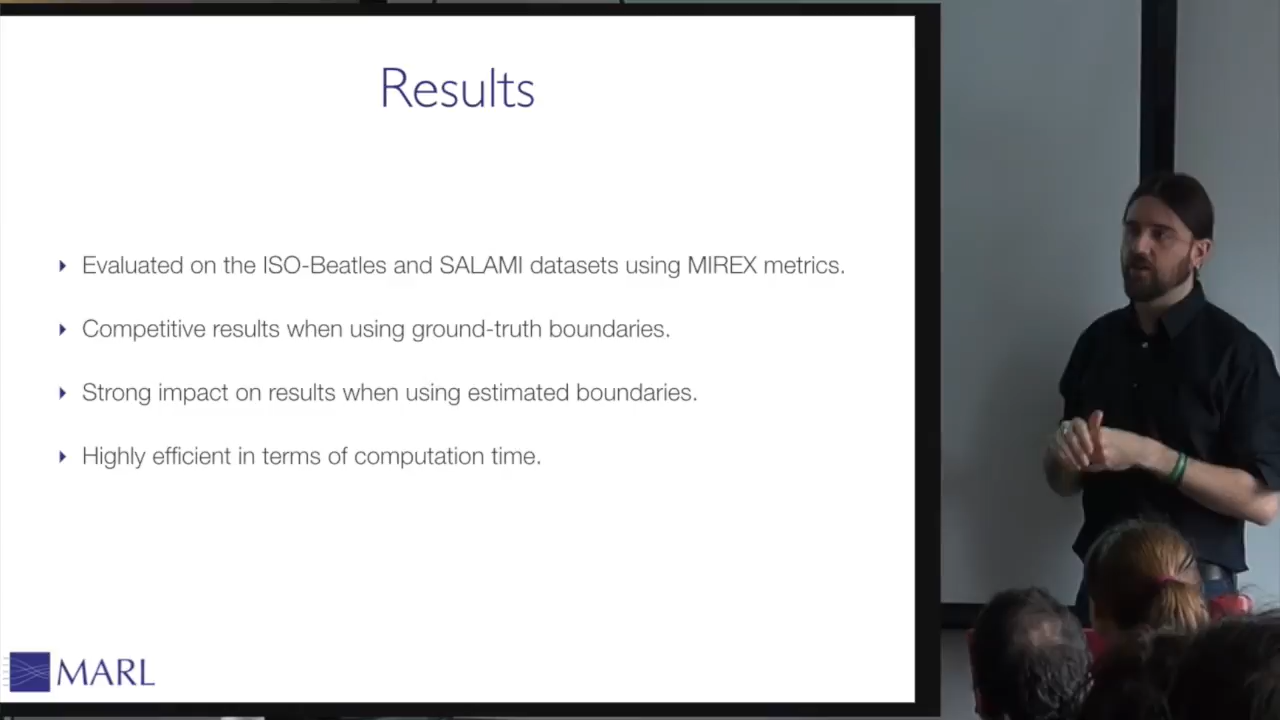 Results
Evaluated on the ISO-Beatles and SALAMI datasets using MIREX metrics.
Competitive results when using ground-truth boundaries.
Strong impact on results when using estimated boundaries.
Highly efficient in terms of computation time.
MARL